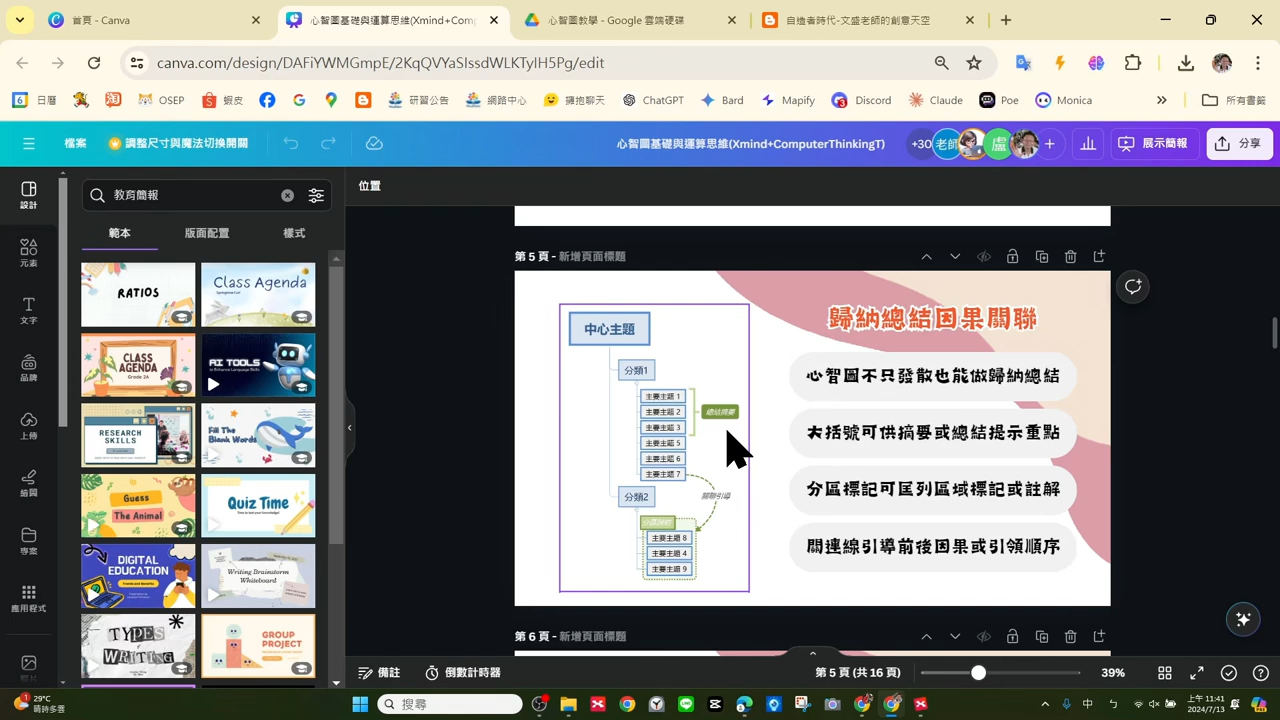 首頁 - Canva
心智圖基礎與運算思維(Xmind+Comp
心智圖教學 - Google 雲端硬碟
自造者時代-文盛老師的創意天空
canva.com/design/DAFiYWMGmpE/2KqQVYaSIssdWLKTyIH5Pg/edit
日曆
OSEP
蝦皮
研習公告
網路中心
擁抱聊天
ChatGPT
Bard
Mapify
Discord
Claude
Poe
Monica
所有書籤
檔案
調整尺寸與魔法切換開關
心智圖基礎與運算思維(Xmind+ComputerThinkingT)
+30
老師
盧
展示簡報
分享
教育簡報
位置
設計
元素
文字
品牌
上傳
繪圖
專案
應用程式
範本
版面配置
樣式
RATIOS
Class Agenda
CLASS AGENDA
Grade 2A
AI TOOLS
to Enhance Language Skills
RESEARCH SKILLS
Fill The Blank Words
Guess The Animal
Quiz Time
DIGITAL EDUCATION
Writing Brainstorm Whiteboard
TYPES WRITING
GROUP PROJECT
第 5 頁 - 新增頁面標題
中心主題
分類1
主要主題 1
主要主題 2
主要主題 3
主要主題 5
主要主題 6
主要主題 7
總結摘要
分類2
關聯引導
主要主題 8
主要主題 4
主要主題 9
歸納總結因果關聯
心智圖不只發散也能做歸納總結
大括號可供摘要或總結提示重點
分區標記可匡列區域標記或註解
關連線引導前後因果或引領順序
第 6 頁 - 新增頁面標題
備註
倒數計時器
第 5 頁 (共 16 頁)
39%
29°C
晴時多雲
搜尋
中
上午 11:41
2024/7/13